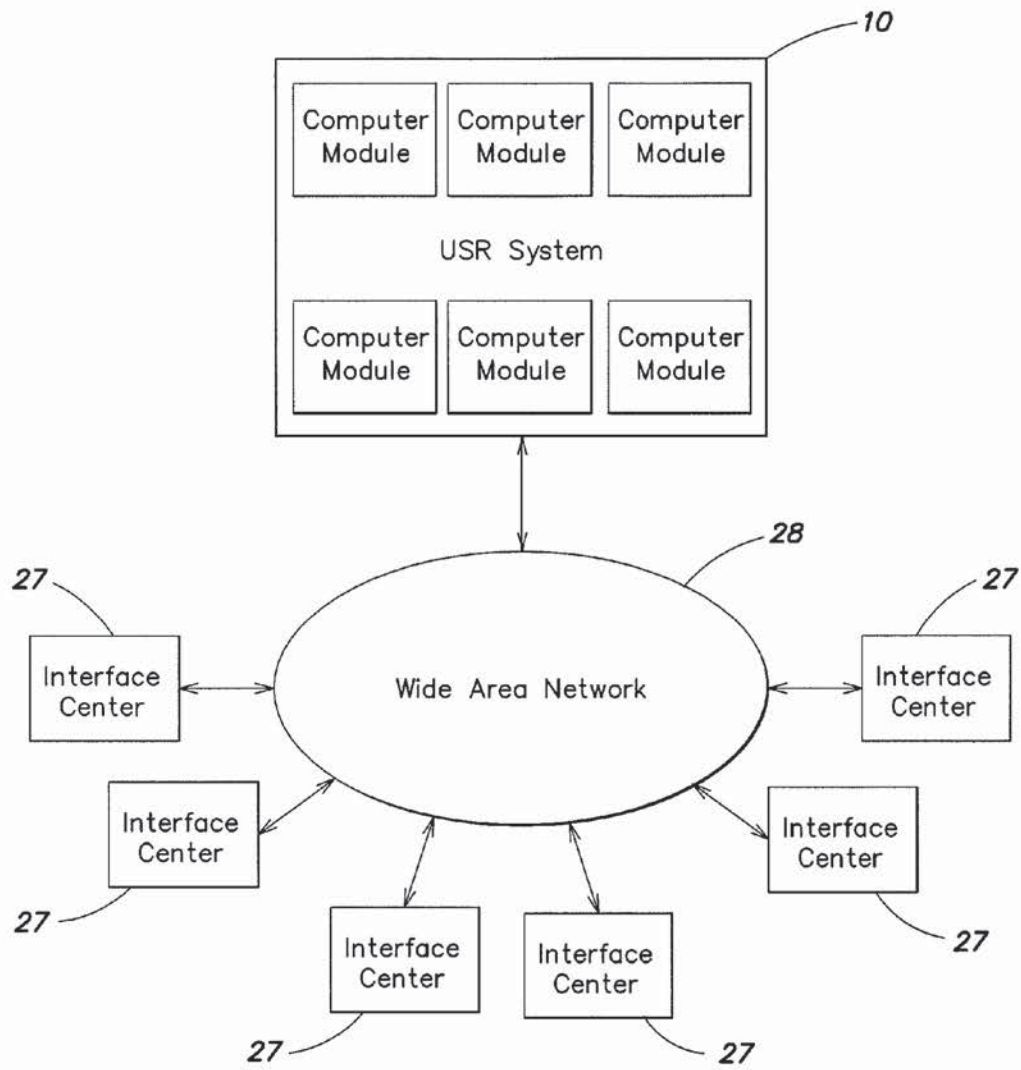 10
Computer Module
Computer Module
Computer Module
USR System
Computer Module
Computer Module
Computer Module
28
27
27
Interface Center
Wide Area Network
Interface Center
Interface Center
Interface Center
27
Interface Center
Interface Center
27
27
27